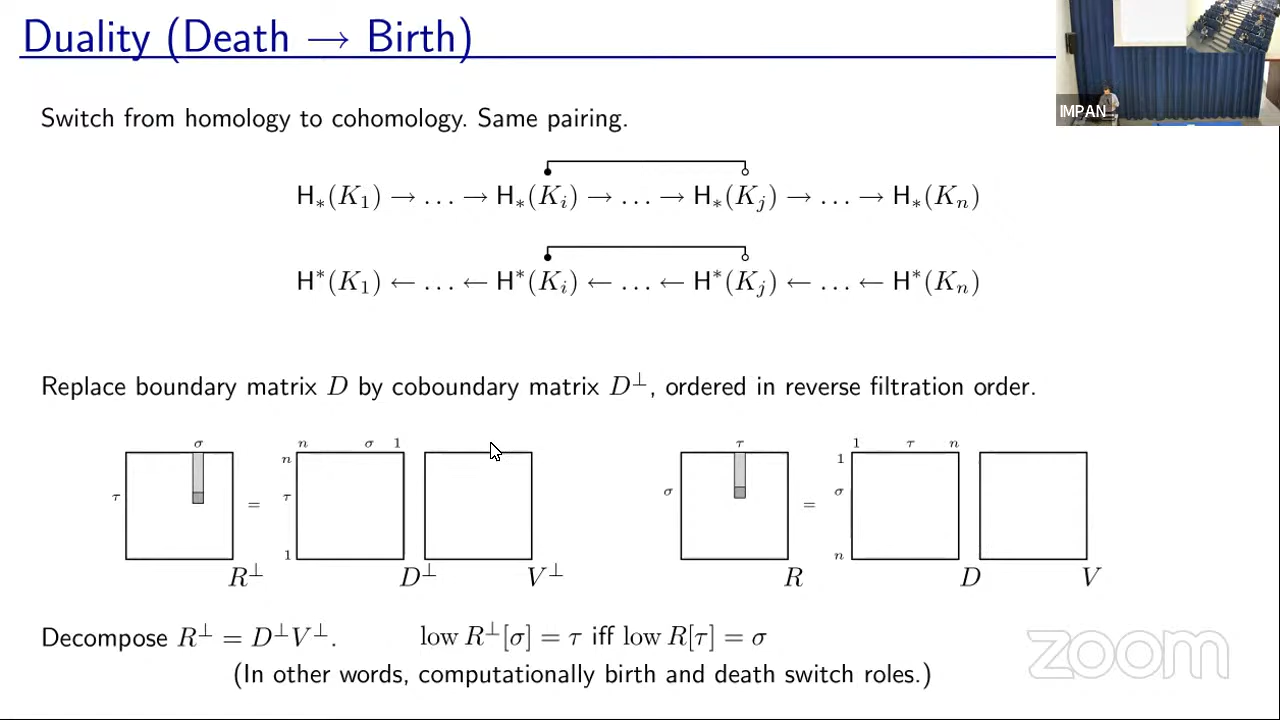 Duality (Death → Birth)
IMPAN
Switch from homology to cohomology. Same pairing.
H∗(K₁) → … → H∗(Kᵢ) → … → H∗(Kⱼ) → … → H∗(Kₙ)
H*(K₁) ← … ← H*(Kᵢ) ← … ← H*(Kⱼ) ← … ← H*(Kₙ)
Replace boundary matrix D by coboundary matrix D⊥, ordered in reverse filtration order.
σ n σ 1 τ 1 τ n
n 1
τ = τ σ = σ
1 n
R⊥ D⊥ V⊥ R D V
Decompose R⊥ = D⊥V⊥. low R⊥[σ] = τ iff low R[τ] = σ
(In other words, computationally birth and death switch roles.)
zoom